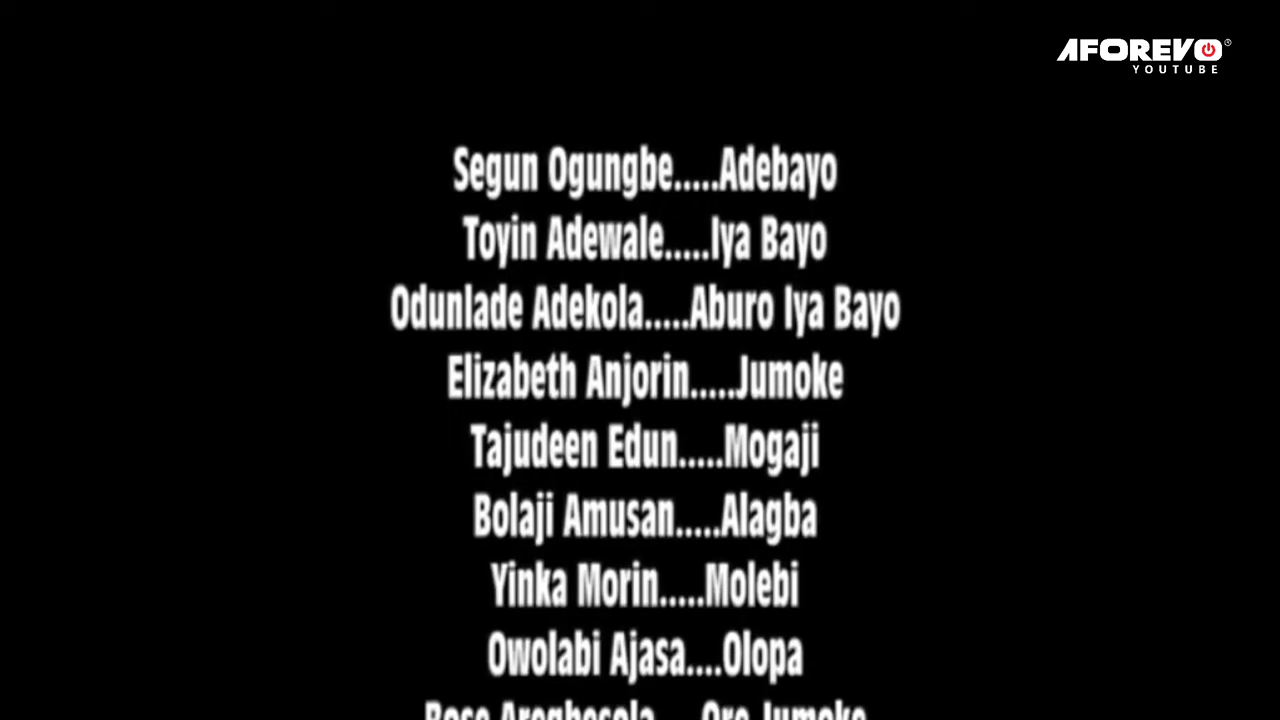 AFOREVO
YOUTUBE
Segun Ogungbe.....Adebayo
Toyin Adewale.....Iya Bayo
Odunlade Adekola.....Aburo Iya Bayo
Elizabeth Anjorin.....Jumoke
Tajudeen Edun.....Mogaji
Bolaji Amusan.....Alagba
Yinka Morin.....Molebi
Owolabi Ajasa....Olopa